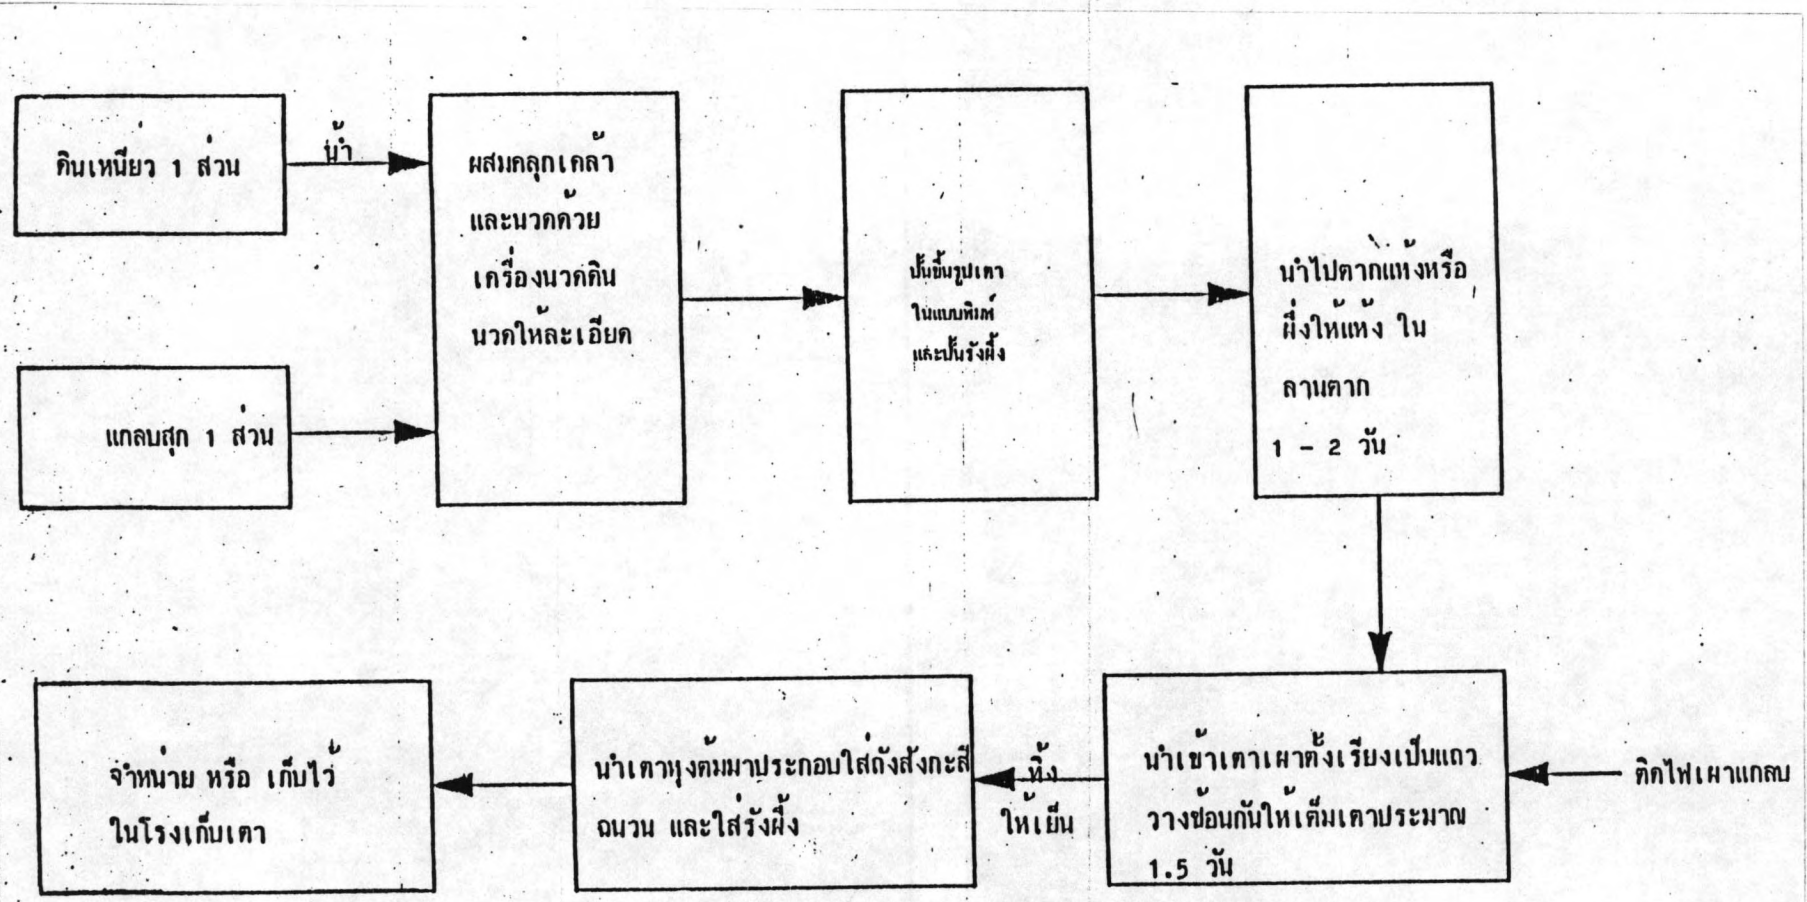 ดินเหนียว 1 ส่วน
น้ำ
แกลบสุก 1 ส่วน
ผสมคลุกเคล้า
และนวดด้วย
เครื่องนวดดิน
นวดให้ละเอียด
ปั้นขึ้นรูปเตา
ในแบบพิมพ์
และปั้นรังผึ้ง
นำไปตากแห้งหรือ
ผึ่งให้แห้ง ใน
ลานตาก
1 - 2 วัน
ติดไฟเผาแกลบ
นำเข้าเตาเผาตั้งเรียงเป็นแถว
วางซ้อนกันให้เต็มเตาประมาณ
1.5 วัน
ทิ้ง
ให้เย็น
นำเตาหุงต้มมาประกอบใส่ถังสังกะสี
ฉนวน และใส่รังผึ้ง
จำหน่าย หรือ เก็บไว้
ในโรงเก็บเตา